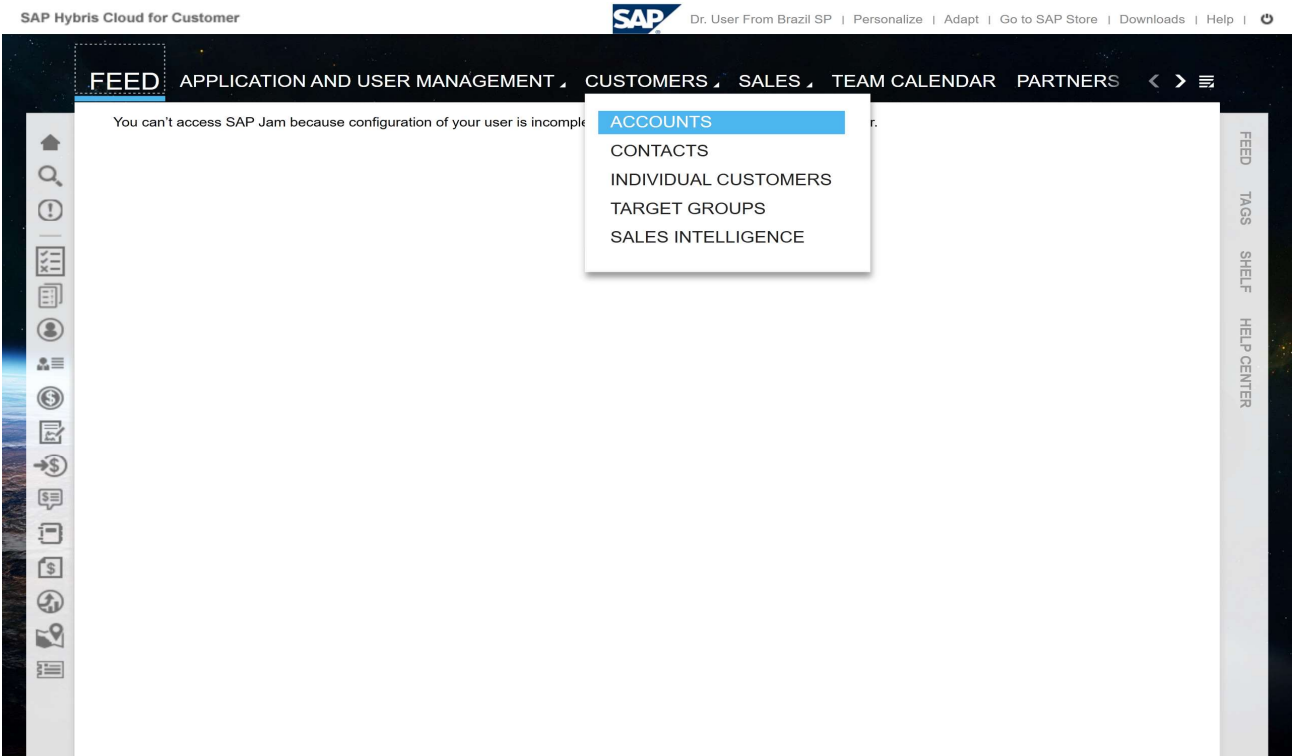 SAP Hybris Cloud for Customer
SAP
Dr. User From Brazil SP | Personalize | Adapt | Go to SAP Store | Downloads | Help |
FEED APPLICATION AND USER MANAGEMENT CUSTOMERS SALES TEAM CALENDAR PARTNERS
You can't access SAP Jam because configuration of your user is
r.
ACCOUNTS
CONTACTS
INDIVIDUAL CUSTOMERS
TARGET GROUPS
SALES INTELLIGENCE
FEED
TAGS
SHELF
HELP CENTER